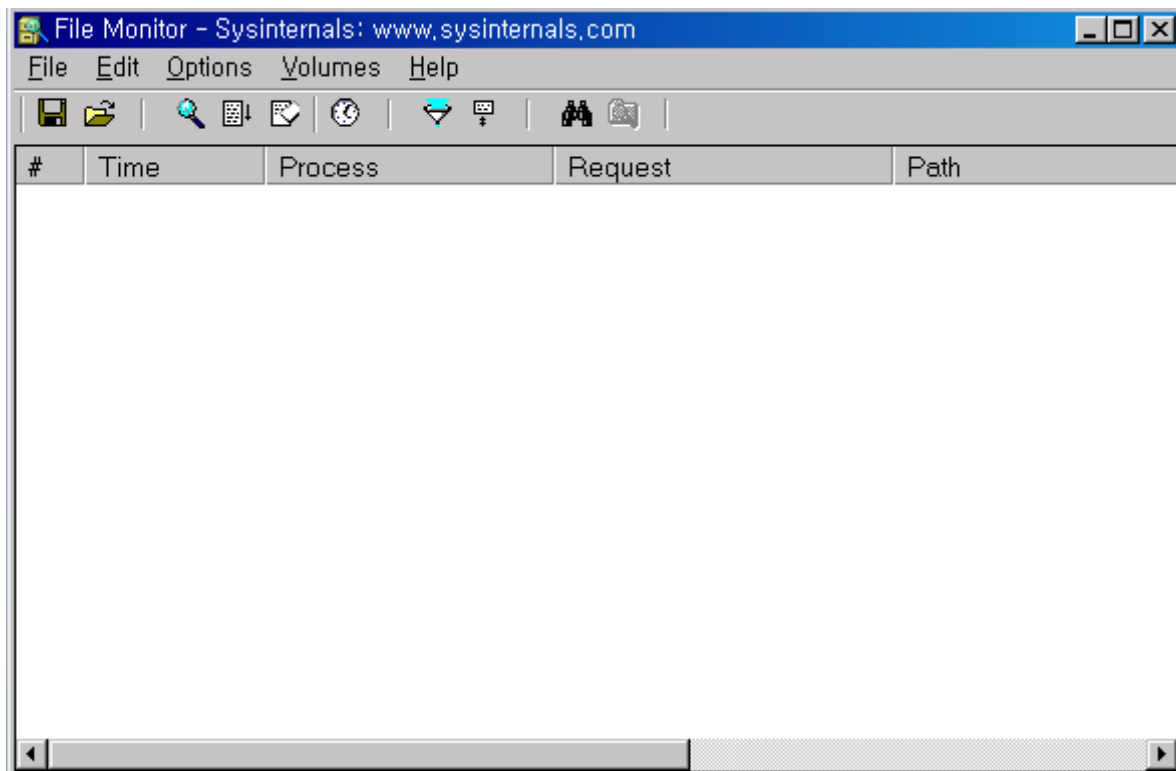 File Monitor - Sysinternals: www.sysinternals.com
File Edit Options Volumes Help
# Time Process Request Path